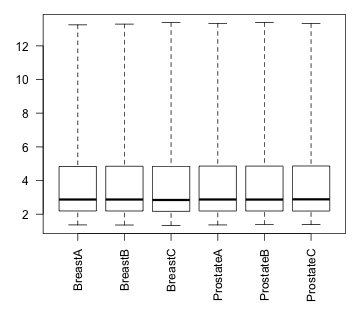 12
10
8
6
4
2
BreastA
BreastB
BreastC
ProstateA
ProstateB
ProstateC